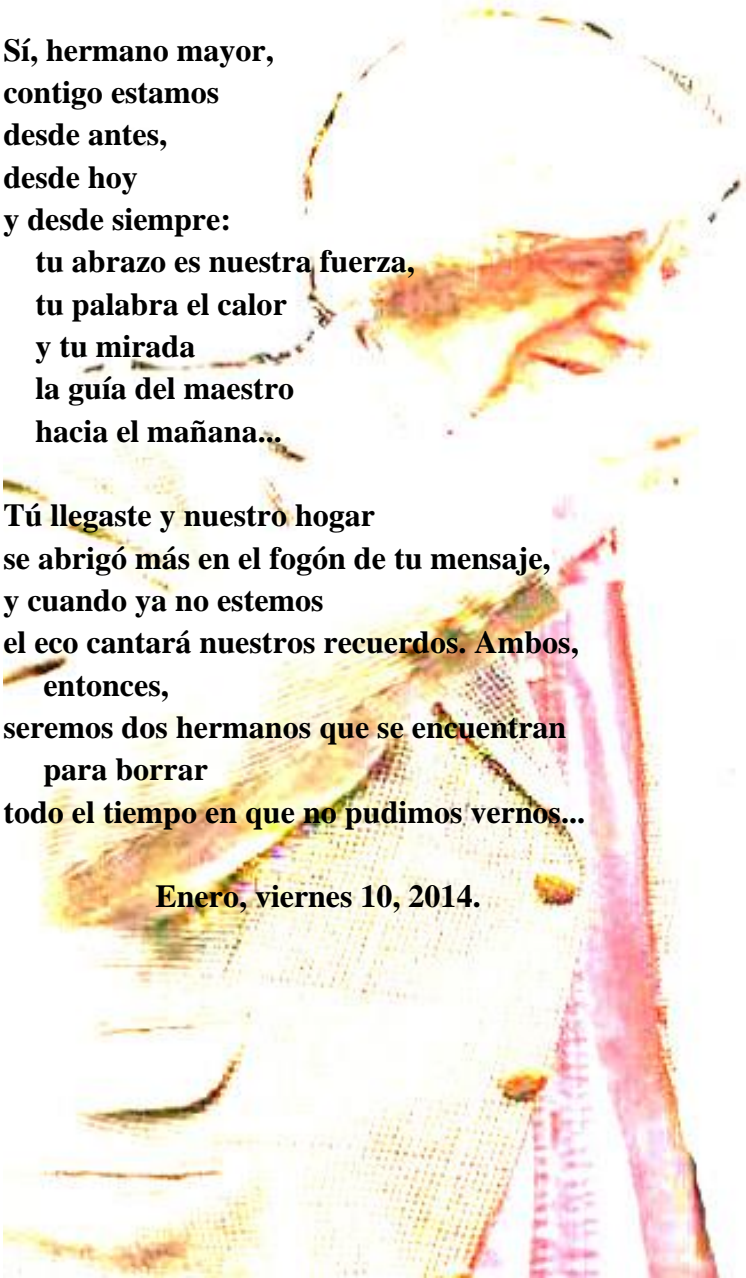 Sí, hermano mayor,
contigo estamos
desde antes,
desde hoy
y desde siempre:
tu abrazo es nuestra fuerza,
tu palabra el calor
y tu mirada
la guía del maestro
hacia el mañana...
Tú llegaste y nuestro hogar
se abrigó más en el fogón de tu mensaje,
y cuando ya no estemos
el eco cantará nuestros recuerdos. Ambos,
entonces,
seremos dos hermanos que se encuentran
para borrar
todo el tiempo en que no pudimos vernos...
Enero, viernes 10, 2014.